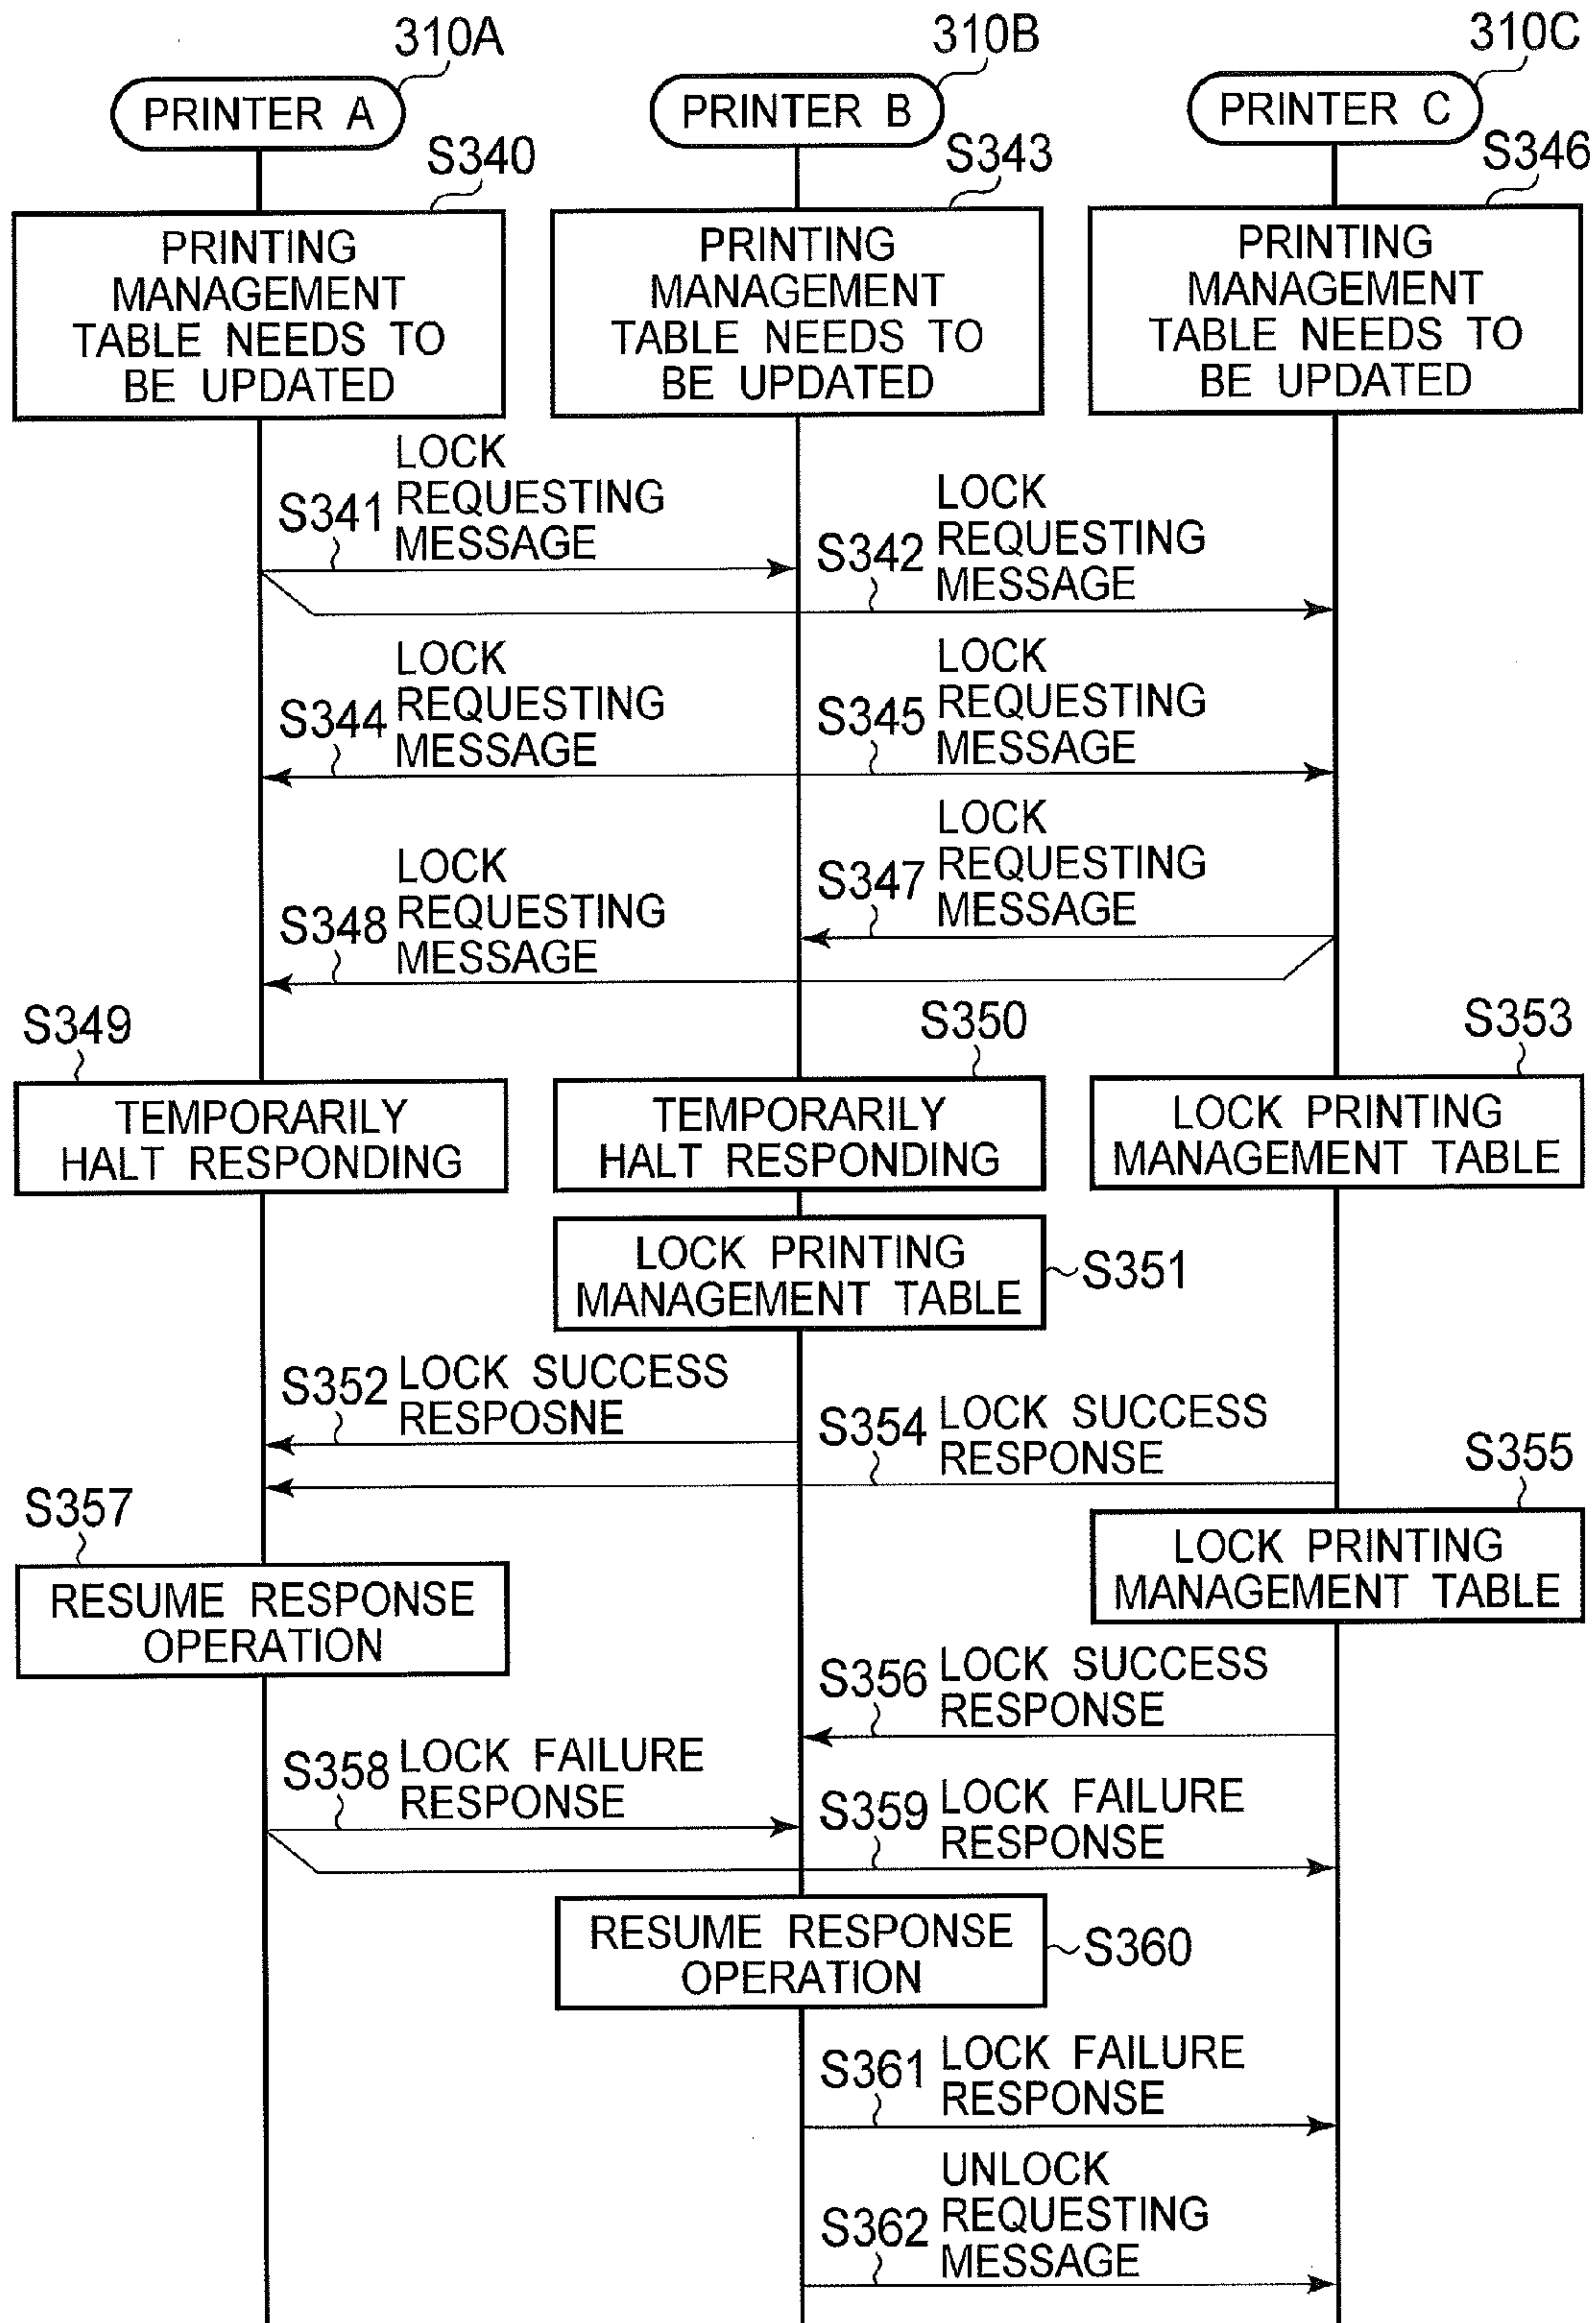 310A
310B
310C
PRINTER A
PRINTER B
PRINTER C
S340
S343
S346
PRINTING
MANAGEMENT
TABLE NEEDS TO
BE UPDATED
PRINTING
MANAGEMENT
TABLE NEEDS TO
BE UPDATED
PRINTING
MANAGEMENT
TABLE NEEDS TO
BE UPDATED
S341
LOCK
REQUESTING
MESSAGE
S342
LOCK
REQUESTING
MESSAGE
S344
LOCK
REQUESTING
MESSAGE
S345
LOCK
REQUESTING
MESSAGE
S347
LOCK
REQUESTING
MESSAGE
S348
LOCK
REQUESTING
MESSAGE
S349
S350
S353
TEMPORARILY
HALT RESPONDING
TEMPORARILY
HALT RESPONDING
LOCK PRINTING
MANAGEMENT TABLE
LOCK PRINTING
MANAGEMENT TABLE
S351
S352
LOCK SUCCESS
RESPOSNE
S354
LOCK SUCCESS
RESPONSE
S355
LOCK PRINTING
MANAGEMENT TABLE
S357
RESUME RESPONSE
OPERATION
S356
LOCK SUCCESS
RESPONSE
S358
LOCK FAILURE
RESPONSE
S359
LOCK FAILURE
RESPONSE
RESUME RESPONSE
OPERATION
S360
S361
LOCK FAILURE
RESPONSE
S362
UNLOCK
REQUESTING
MESSAGE